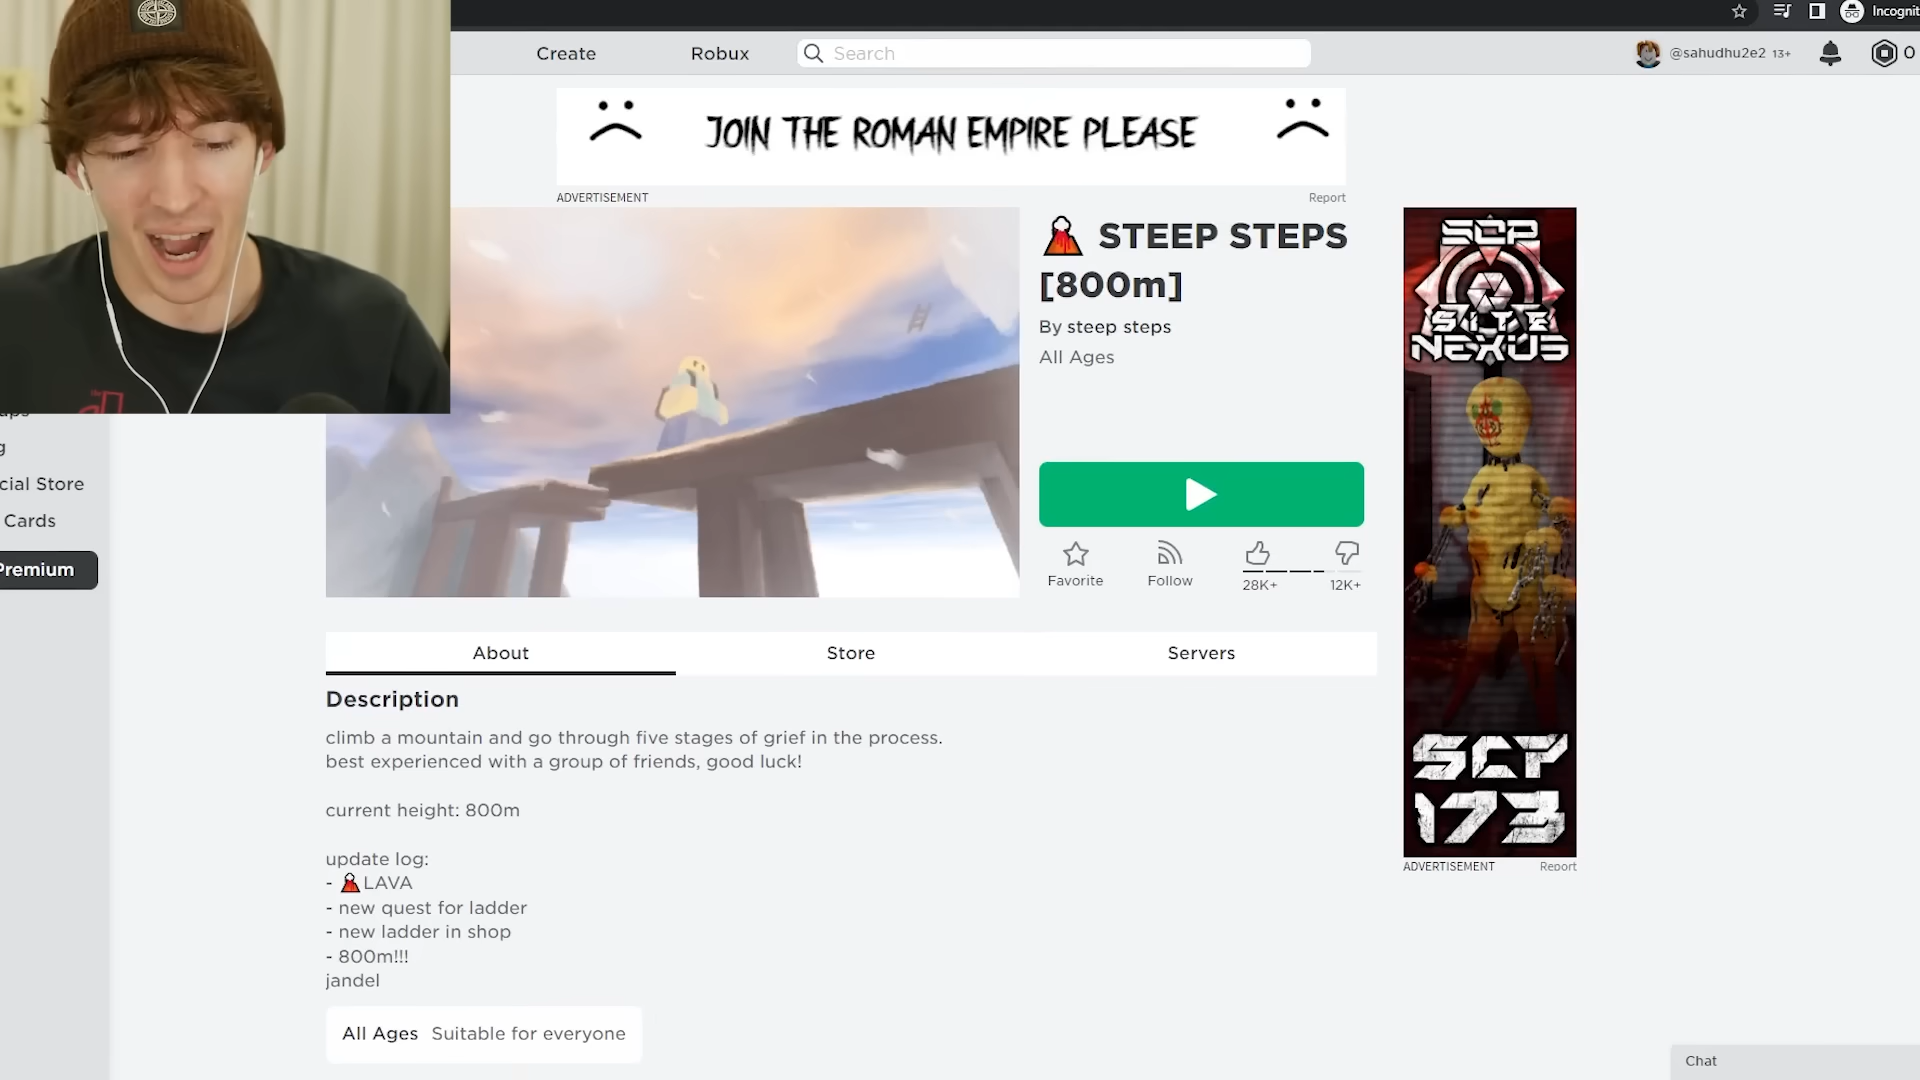 Incognit
Create
Robux
Search
@sahudhu2e2 13+
0
JOIN THE ROMAN EMPIRE PLEASE
ADVERTISEMENT
Report
STEEP STEPS
[800m]
By steep steps
All Ages
Favorite
Follow
28K+
12K+
SCP
SITE
NEXUS
SCP
173
ADVERTISEMENT
Report
cial Store
Cards
Premium
About
Store
Servers
Description
climb a mountain and go through five stages of grief in the process.
best experienced with a group of friends, good luck!
current height: 800m
update log:
- 🌋LAVA
- new quest for ladder
- new ladder in shop
- 800m!!!
jandel
All Ages Suitable for everyone
Chat